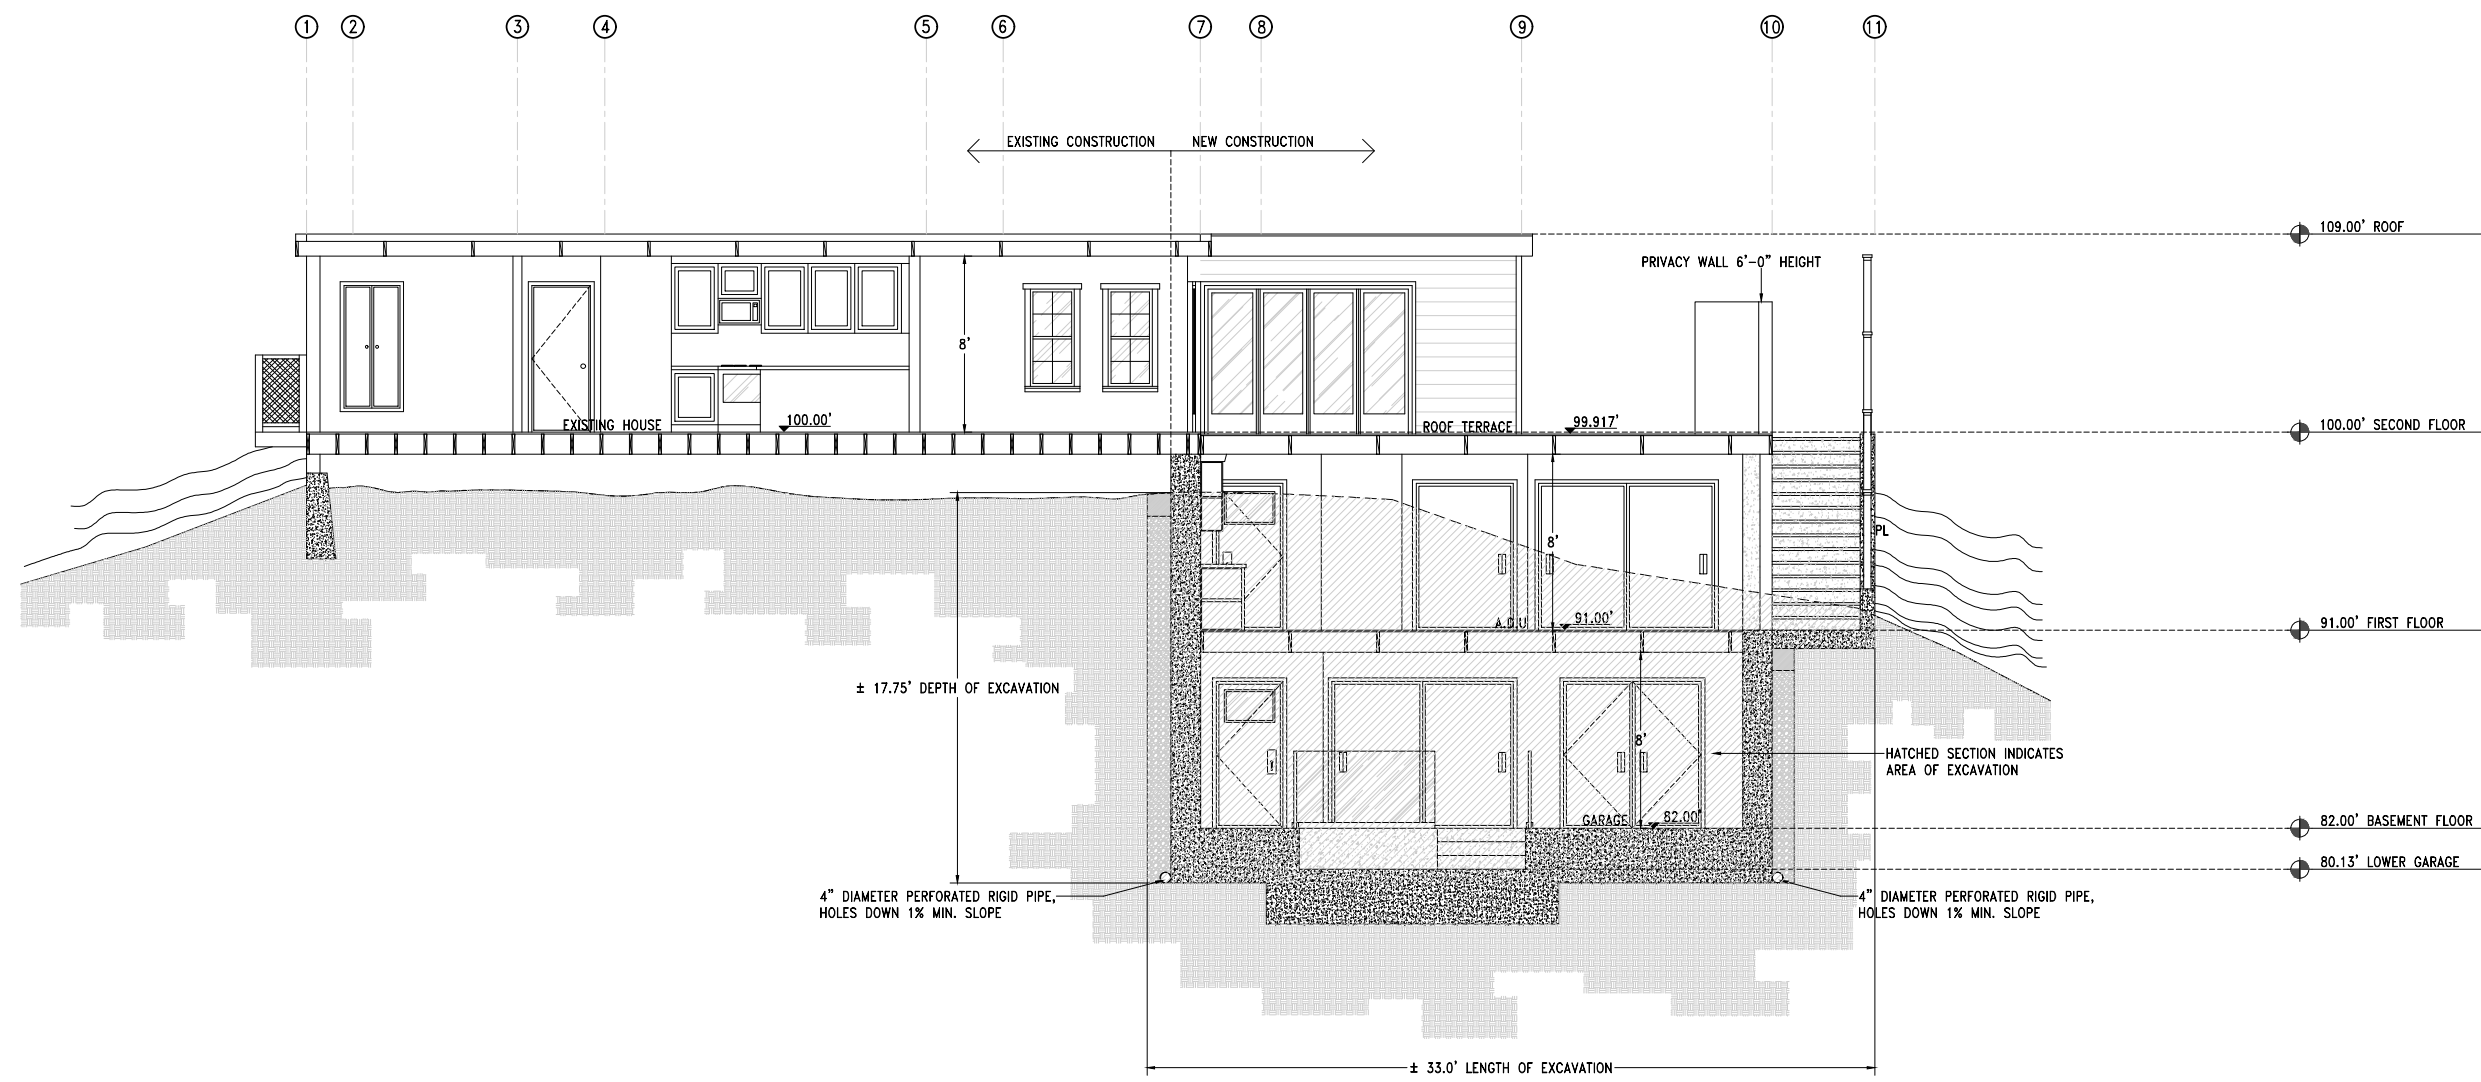 1 2 3 4 5 6 7 8 9 10 11
EXISTING CONSTRUCTION NEW CONSTRUCTION
109.00' ROOF
PRIVACY WALL 6'-0" HEIGHT
8'
EXISTING HOUSE
100.00'
ROOF TERRACE
99.917'
100.00' SECOND FLOOR
PL
8'
A.D.U
91.00'
91.00' FIRST FLOOR
± 17.75' DEPTH OF EXCAVATION
8'
HATCHED SECTION INDICATES
AREA OF EXCAVATION
GARAGE
82.00'
82.00' BASEMENT FLOOR
80.13' LOWER GARAGE
4" DIAMETER PERFORATED RIGID PIPE,
HOLES DOWN 1% MIN. SLOPE
4" DIAMETER PERFORATED RIGID PIPE,
HOLES DOWN 1% MIN. SLOPE
± 33.0' LENGTH OF EXCAVATION